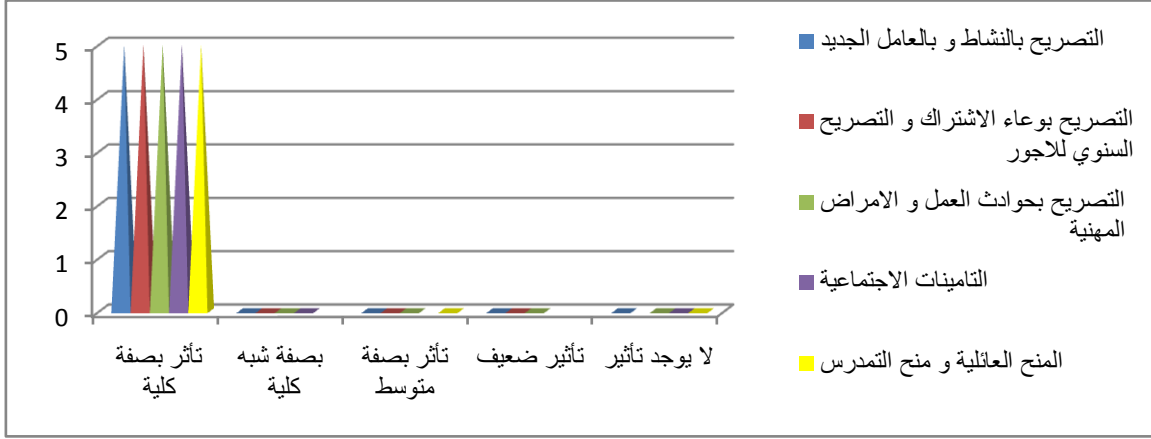 5
4
3
2
1
0
تأثر بصفة
كلية
بصفة شبه
كلية
تأثر بصفة
متوسط
تأثير ضعيف
لا يوجد تأثير
التصريح بالنشاط و بالعامل الجديد
التصريح بوعاء الاشتراك و التصريح
السنوي للاجور
التصريح بحوادث العمل و الامراض
المهنية
التامينات الاجتماعية
المنح العائلية و منح التمدرس